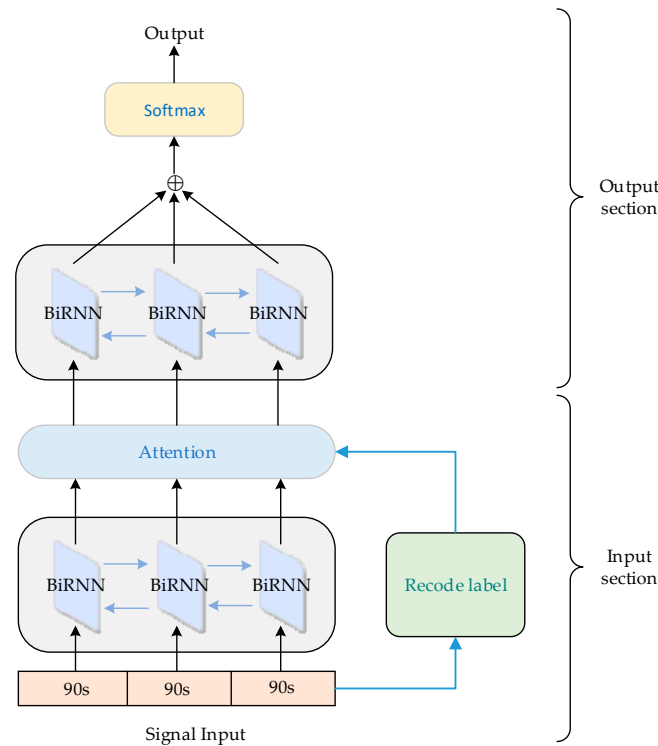 Output
Softmax
⊕
Output
section
BiRNN BiRNN BiRNN
Attention
BiRNN BiRNN BiRNN
Recode label
Input
section
90s 90s 90s
Signal Input